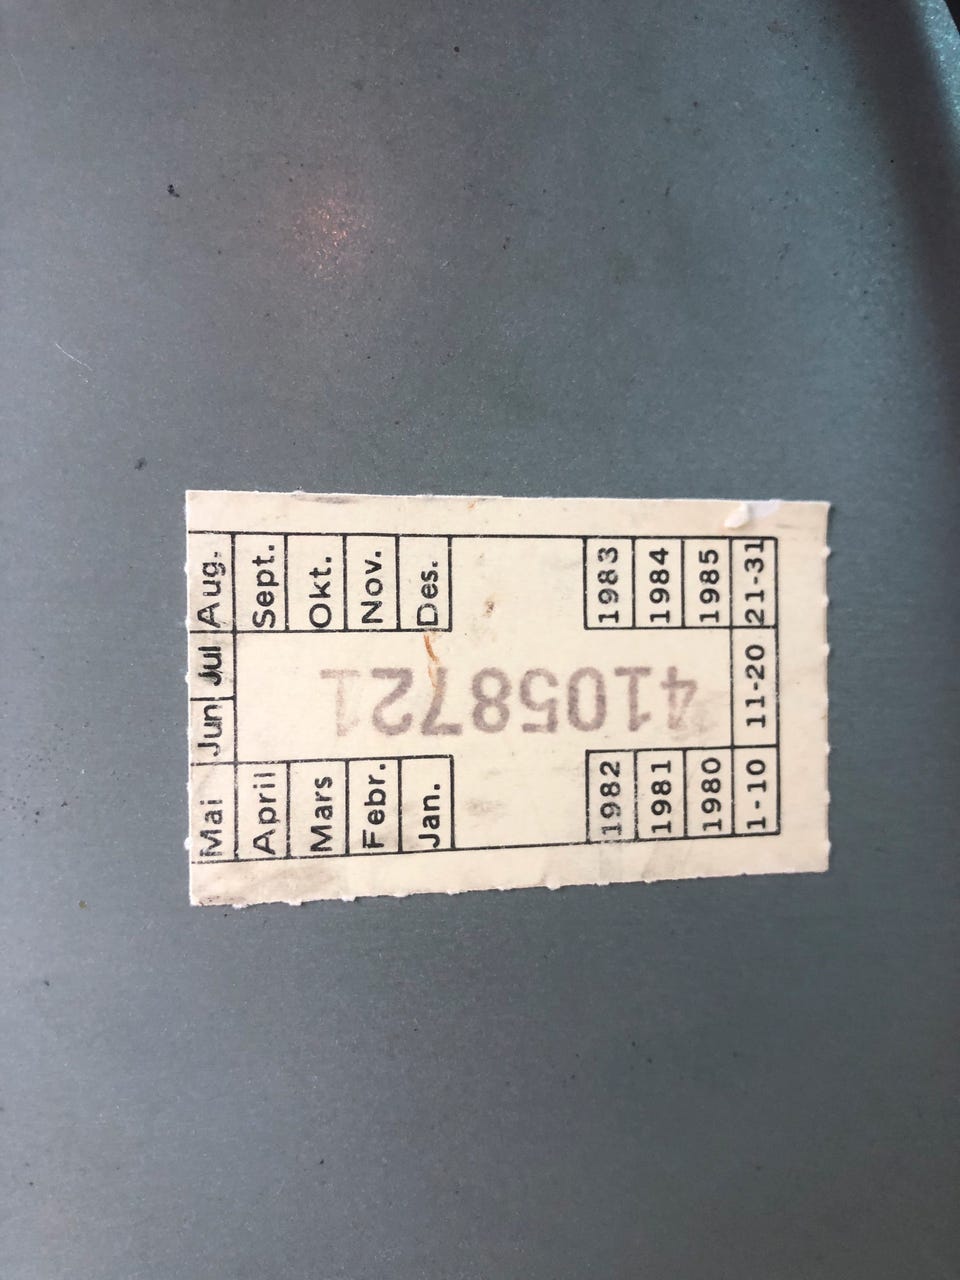 Mai Jun Jul Aug.
April Sept.
Mars Okt.
Febr. Nov.
Jan. Des.
41058721
1982 1983
1981 1984
1980 1985
1-10 11-20 21-31